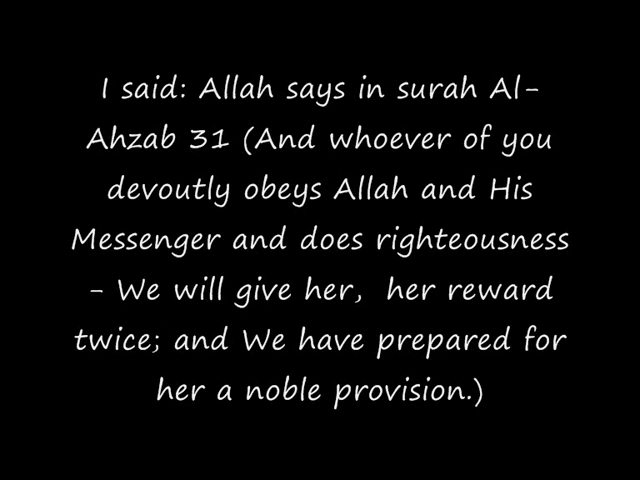 I said: Allah says in surah Al-
Ahzab 31 (And whoever of you
devoutly obeys Allah and His
Messenger and does righteousness
- We will give her,  her reward
twice; and We have prepared for
her a noble provision.)